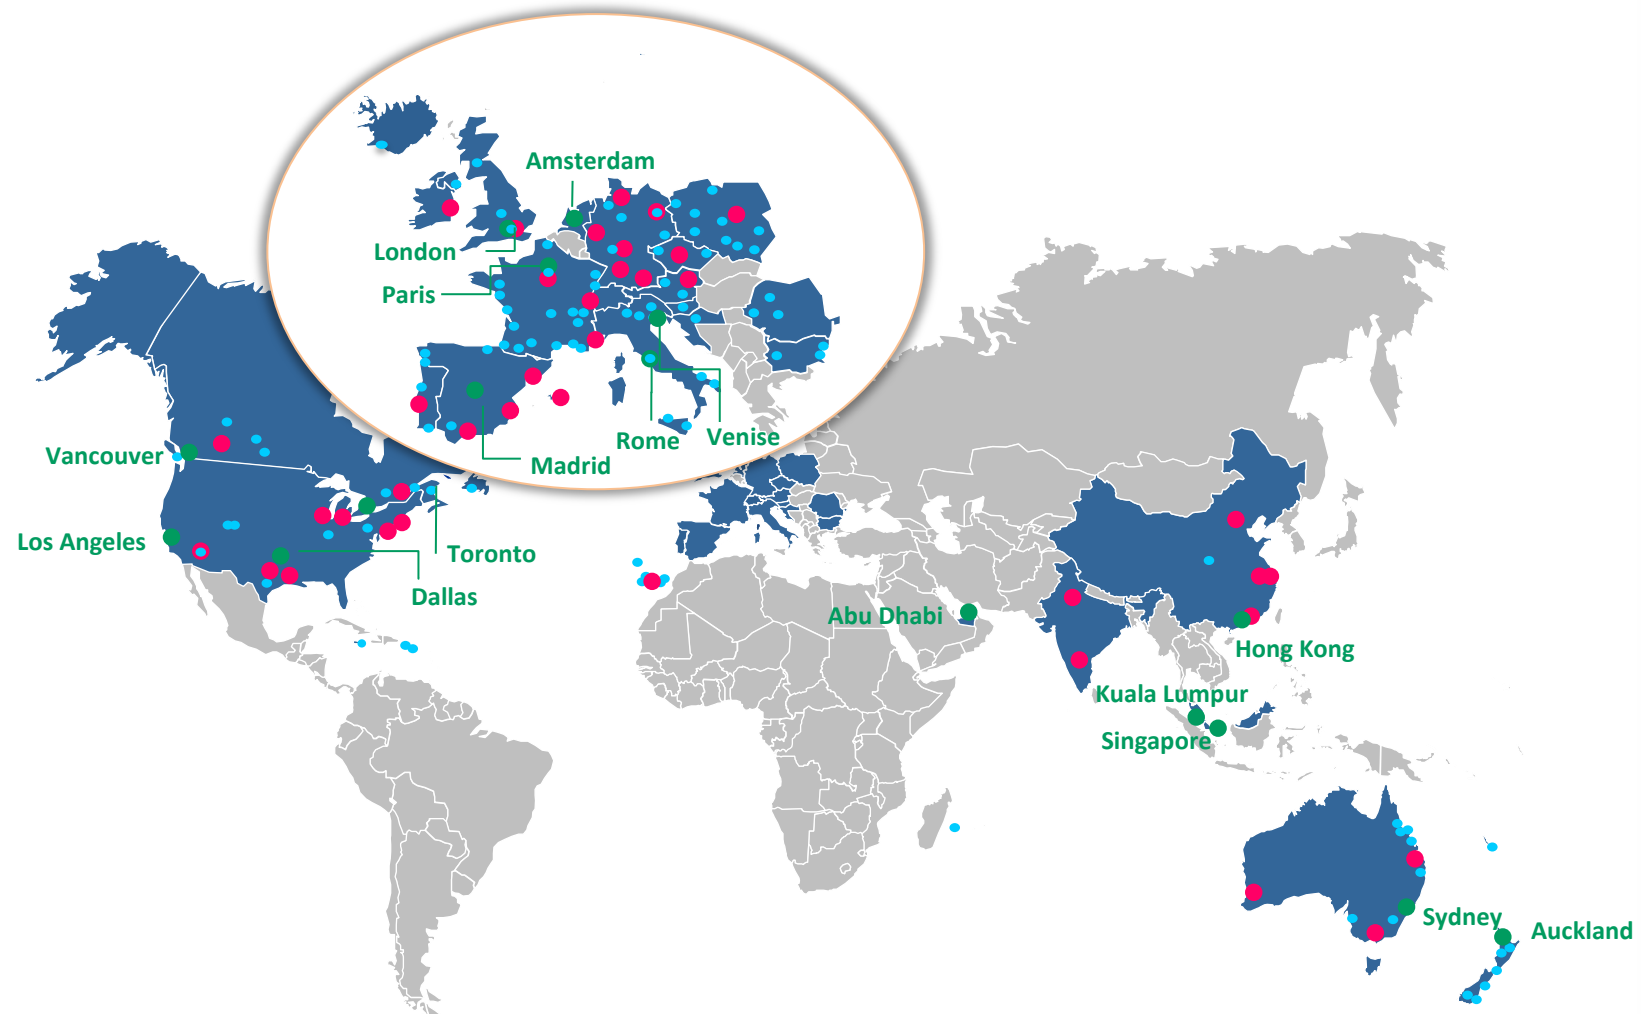 Amsterdam
London
Paris
Rome
Venise
Madrid
Vancouver
Los Angeles
Toronto
Dallas
Abu Dhabi
Hong Kong
Kuala Lumpur
Singapore
Sydney
Auckland